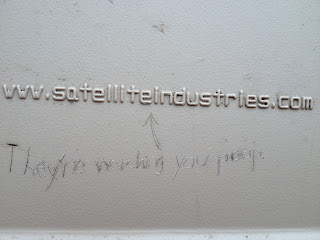 www.satelliteindustries.com
They're watching you poop.